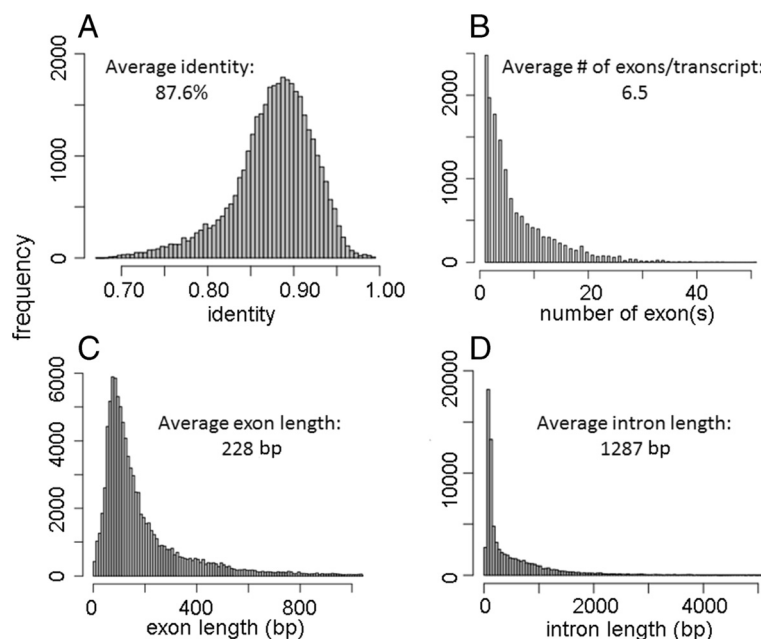 A
Average identity:
87.6%
2000
1000
0
0.70 0.80 0.90 1.00
identity
frequency
B
Average # of exons/transcript:
6.5
2000
1000
0
0 20 40
number of exon(s)
C
Average exon length:
228 bp
6000
4000
2000
0
0 400 800
exon length (bp)
D
Average intron length:
1287 bp
20000
10000
0
0 2000 4000
intron length (bp)